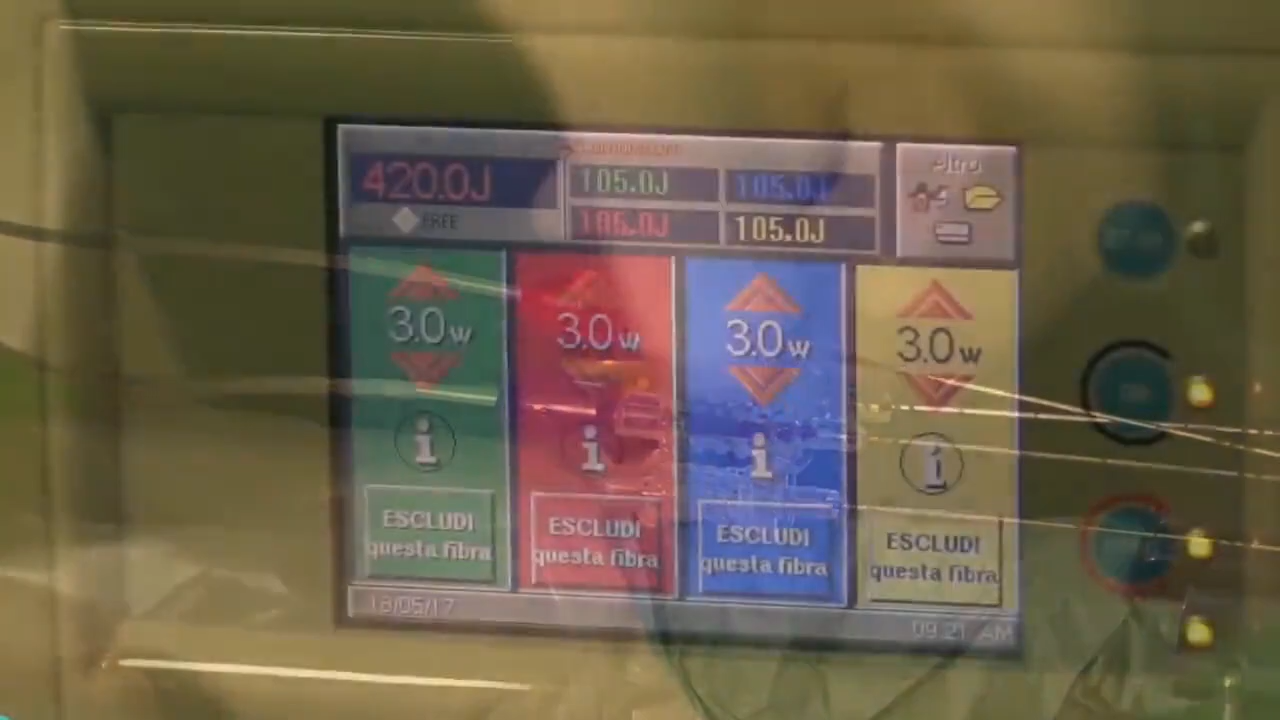 420.0J
FREE
105.0J
105.0J
105.0J
105.0J
Altro
3.0w
3.0w
3.0w
3.0w
i
i
i
i
ESCLUDI
questa fibra
ESCLUDI
questa fibra
ESCLUDI
questa fibra
ESCLUDI
questa fibra
18/05/17
09:21 AM